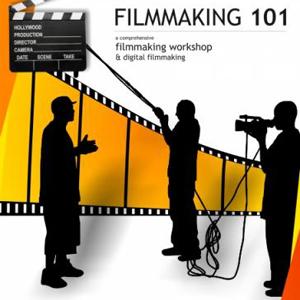 FILMMAKING 101
a comprehensive
filmmaking workshop
& digital filmmaking
HOLLYWOOD
PRODUCTION
DIRECTOR
CAMERA
DATE SCENE TAKE